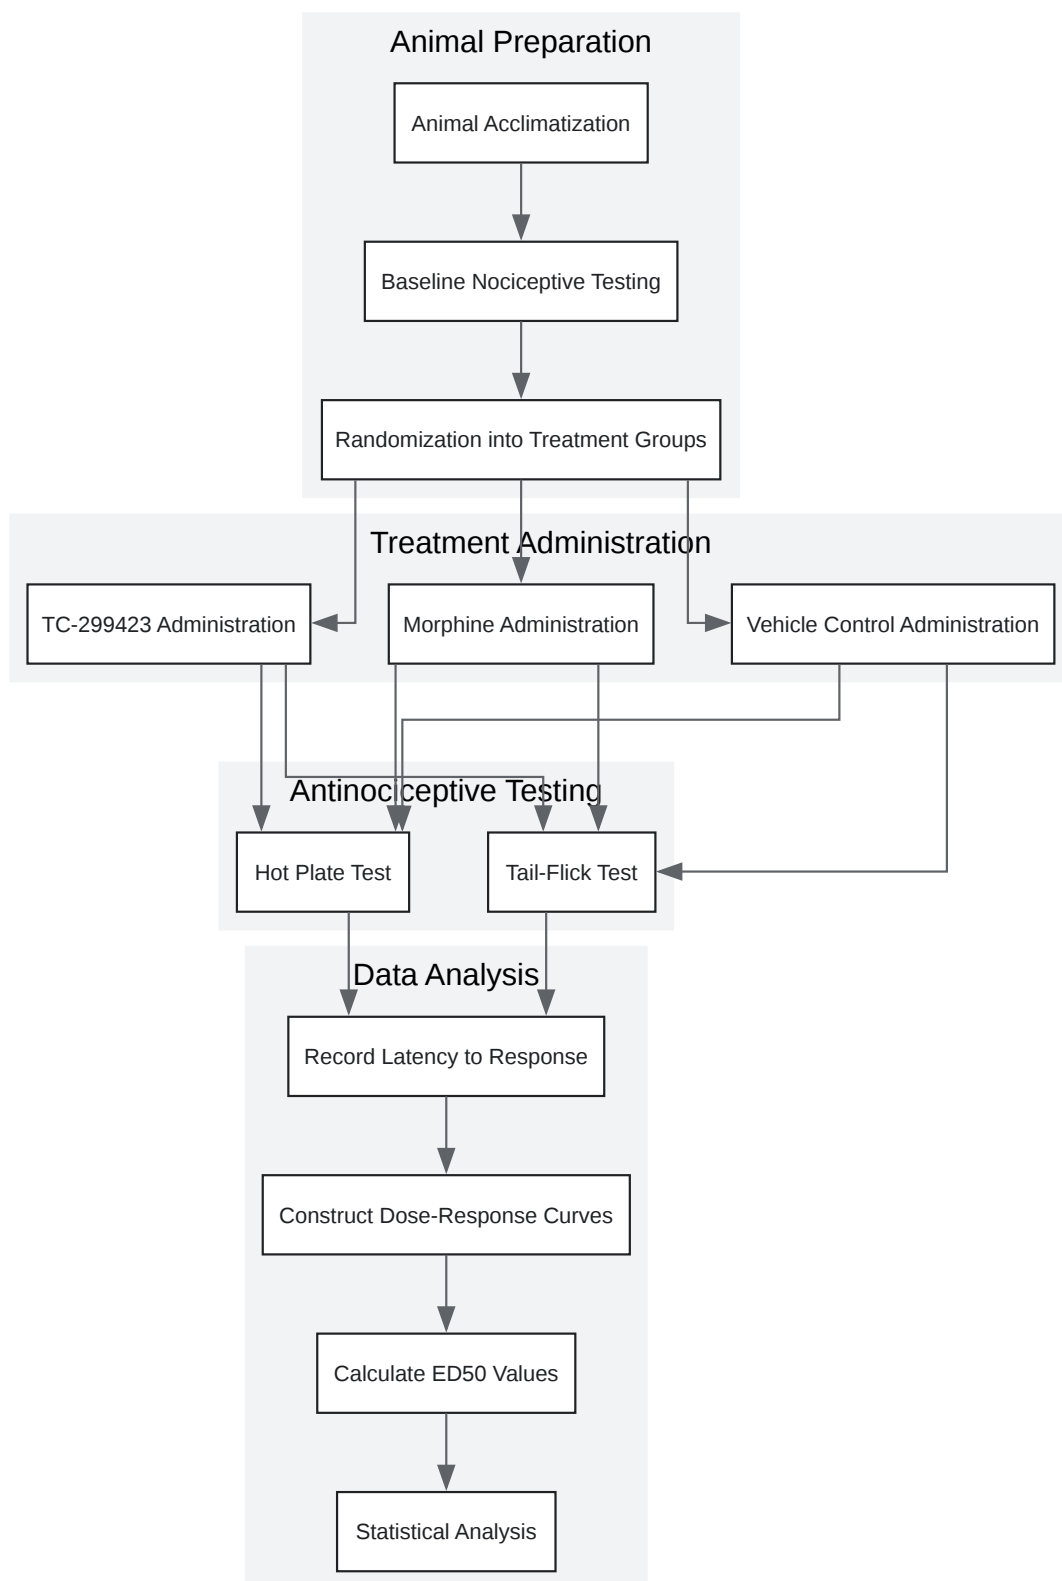 Animal Preparation
Animal Acclimatization
Baseline Nociceptive Testing
Randomization into Treatment Groups
Treatment Administration
TC-299423 Administration
Morphine Administration
Vehicle Control Administration
Antinociceptive Testing
Hot Plate Test
Tail-Flick Test
Data Analysis
Record Latency to Response
Construct Dose-Response Curves
Calculate ED50 Values
Statistical Analysis